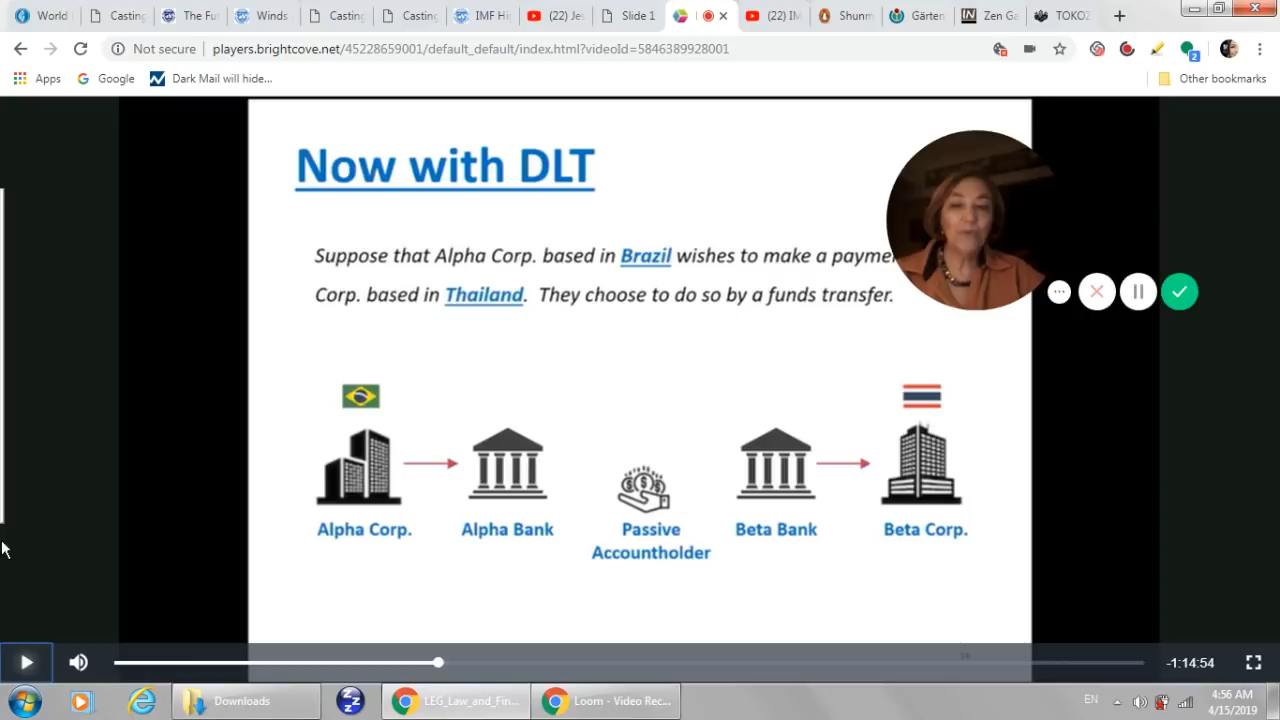 World
Casting
The Fu
Winds
Casting
Casting
IMF Hi
(22) Je
Slide 1
(22) IM
Shunm
Gärten
Zen Ga
TOKOZ
Not secure
players.brightcove.net/45228659001/default_default/index.html?videoId=5846389928001
2
Apps
Google
Dark Mail will hide...
Other bookmarks
Now with DLT
Suppose that Alpha Corp. based in Brazil wishes to make a payme
Corp. based in Thailand. They choose to do so by a funds transfer.
Alpha Corp.
Alpha Bank
Passive
Accountholder
Beta Bank
Beta Corp.
-1:14:54
Downloads
LEG_Law_and_Fin...
Loom - Video Rec...
EN
4:56 AM
4/15/2019